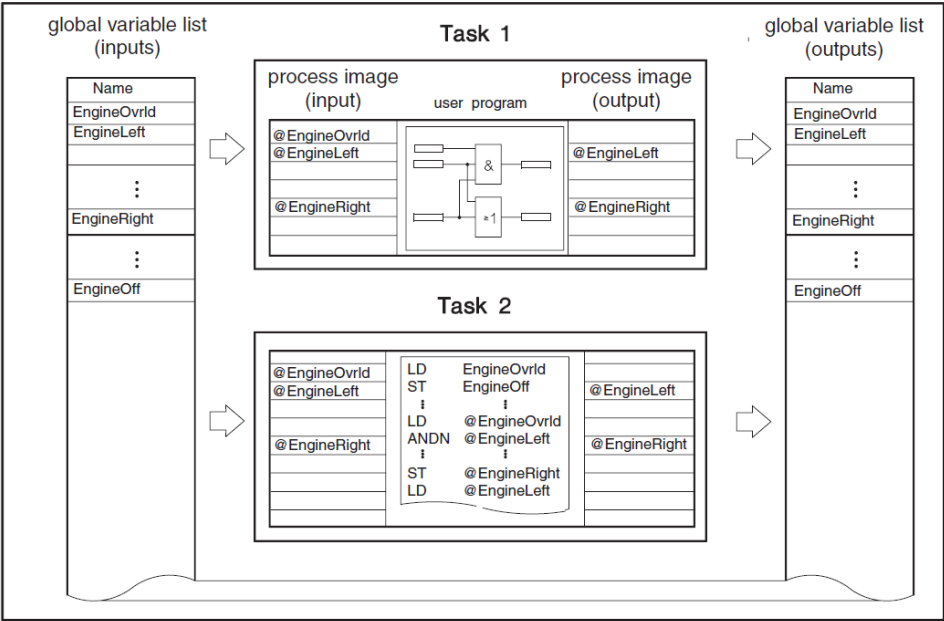 global variable list
(inputs)
Name
EngineOvrld
EngineLeft
EngineRight
EngineOff
Task 1
process image
(input)
user program
process image
(output)
@EngineOvrld
@EngineLeft
@EngineRight
&
≥1
@EngineLeft
@EngineRight
Task 2
@EngineOvrld
@EngineLeft
@EngineRight
LD EngineOvrld
ST EngineOff
LD @EngineOvrld
ANDN @EngineLeft
ST @EngineRight
LD @EngineLeft
@EngineLeft
@EngineRight
global variable list
(outputs)
Name
EngineOvrld
EngineLeft
EngineRight
EngineOff